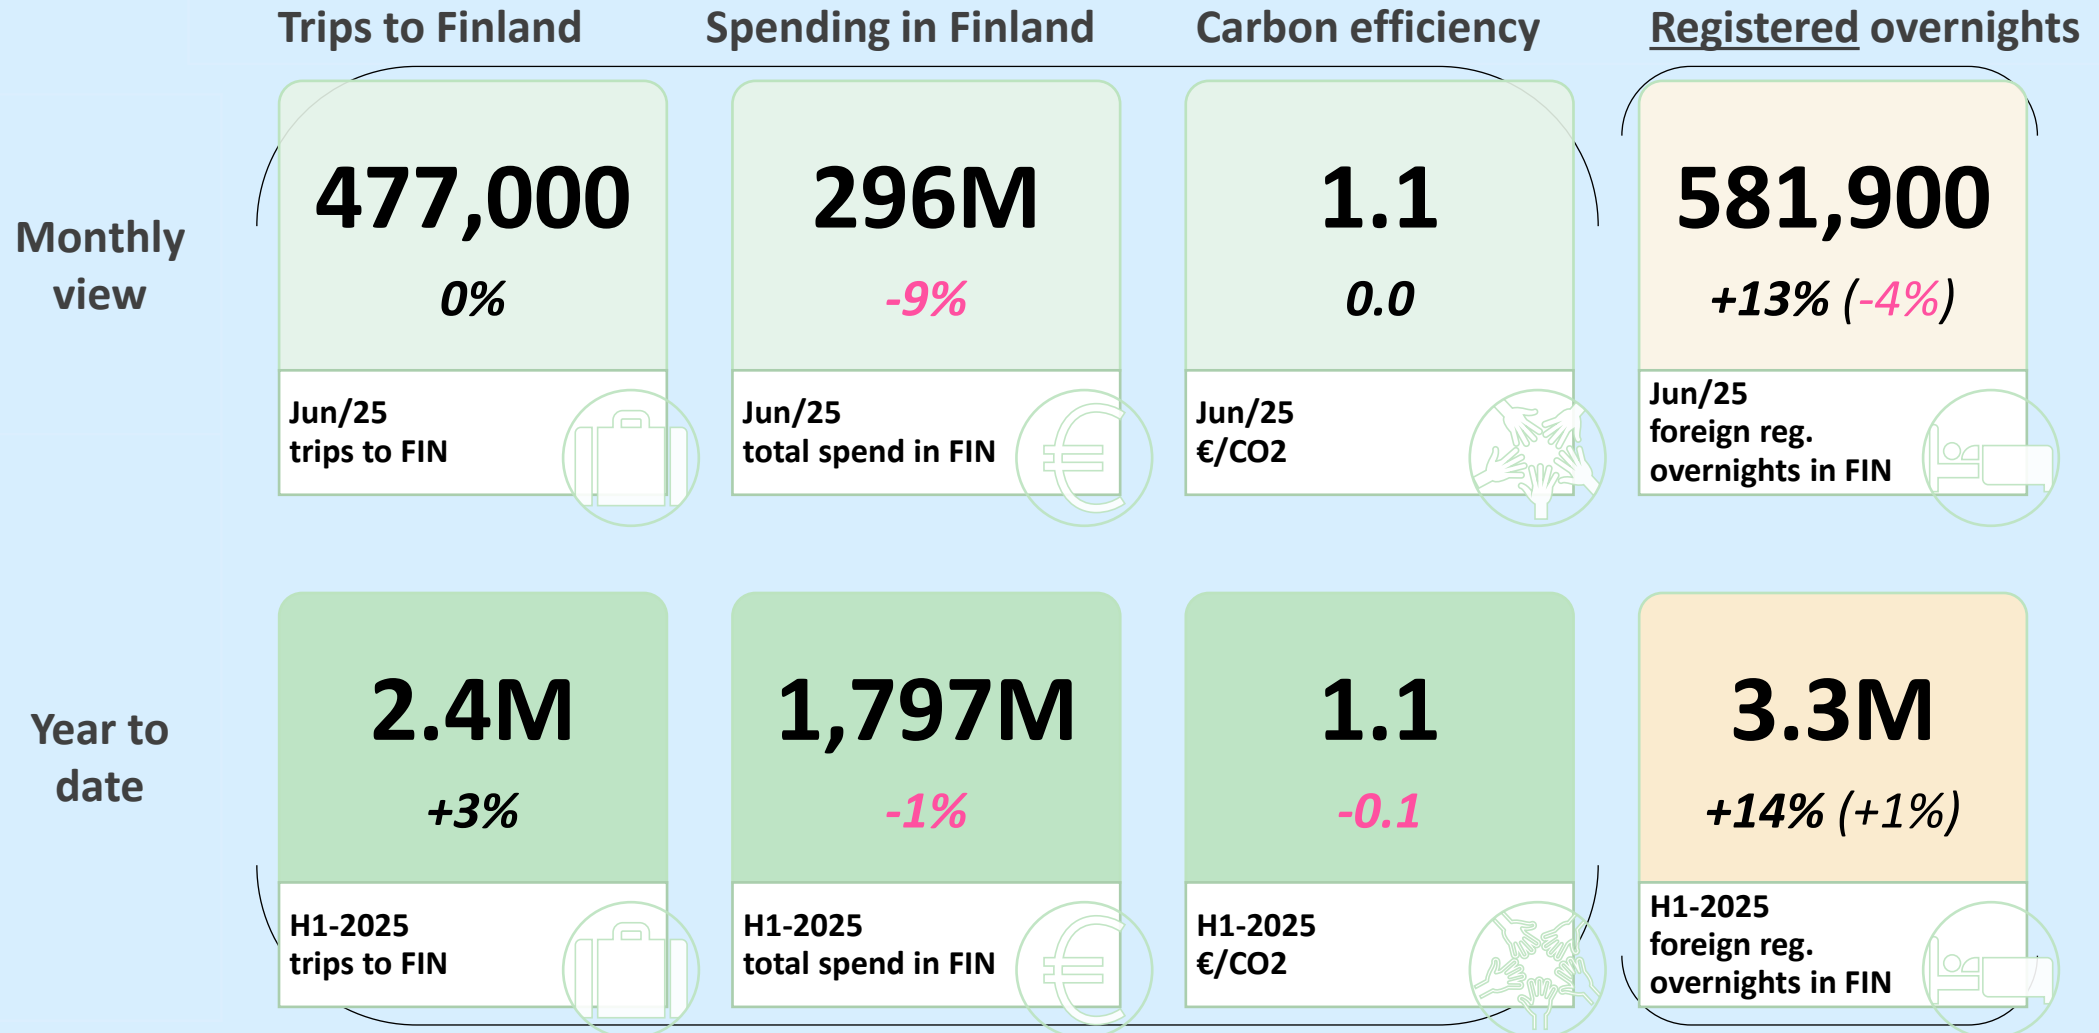 Trips to Finland
Spending in Finland
Carbon efficiency
Registered overnights
Monthly
view
477,000
0%
Jun/25
trips to FIN
296M
-9%
Jun/25
total spend in FIN
1.1
0.0
Jun/25
€/CO2
581,900
+13% (-4%)
Jun/25
foreign reg.
overnights in FIN
Year to
date
2.4M
+3%
H1-2025
trips to FIN
1,797M
-1%
H1-2025
total spend in FIN
1.1
-0.1
H1-2025
€/CO2
3.3M
+14% (+1%)
H1-2025
foreign reg.
overnights in FIN